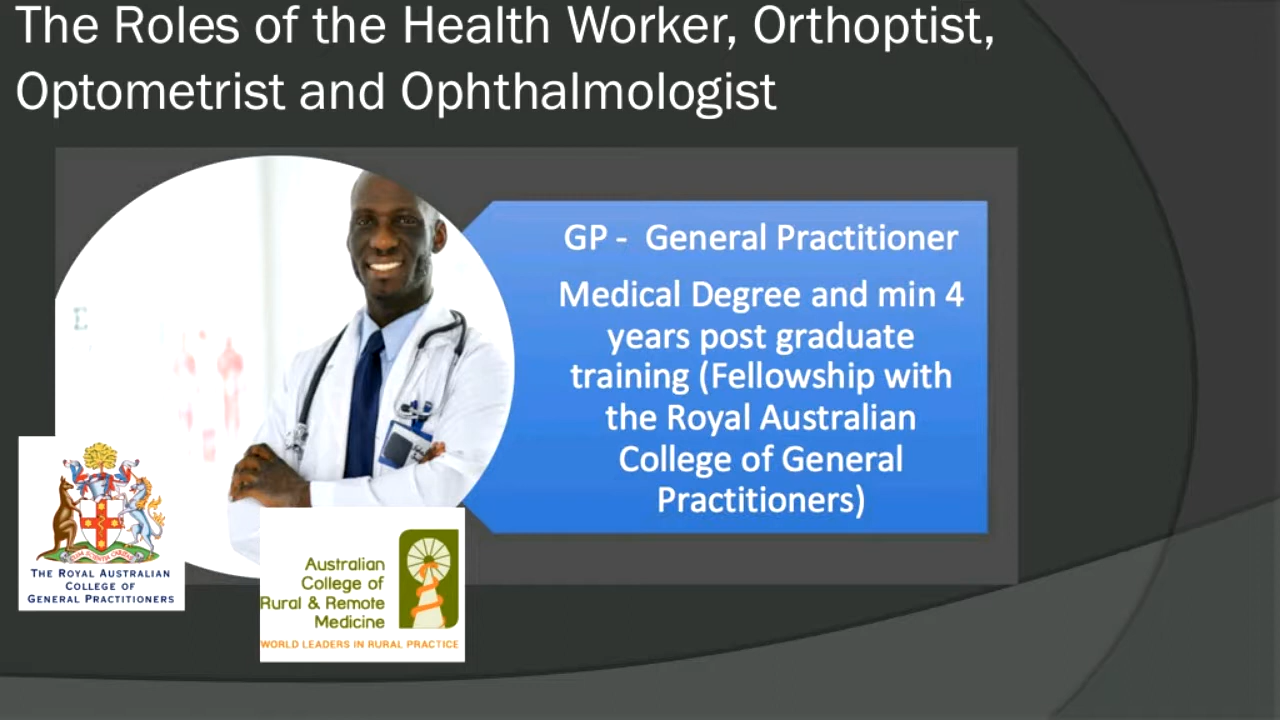 The Roles of the Health Worker, Orthoptist,
Optometrist and Ophthalmologist
GP - General Practitioner
Medical Degree and min 4
years post graduate
training (Fellowship with
the Royal Australian
College of General
Practitioners)
THE ROYAL AUSTRALIAN
COLLEGE OF
GENERAL PRACTITIONERS
Australian
College of
Rural & Remote
Medicine
WORLD LEADERS IN RURAL PRACTICE